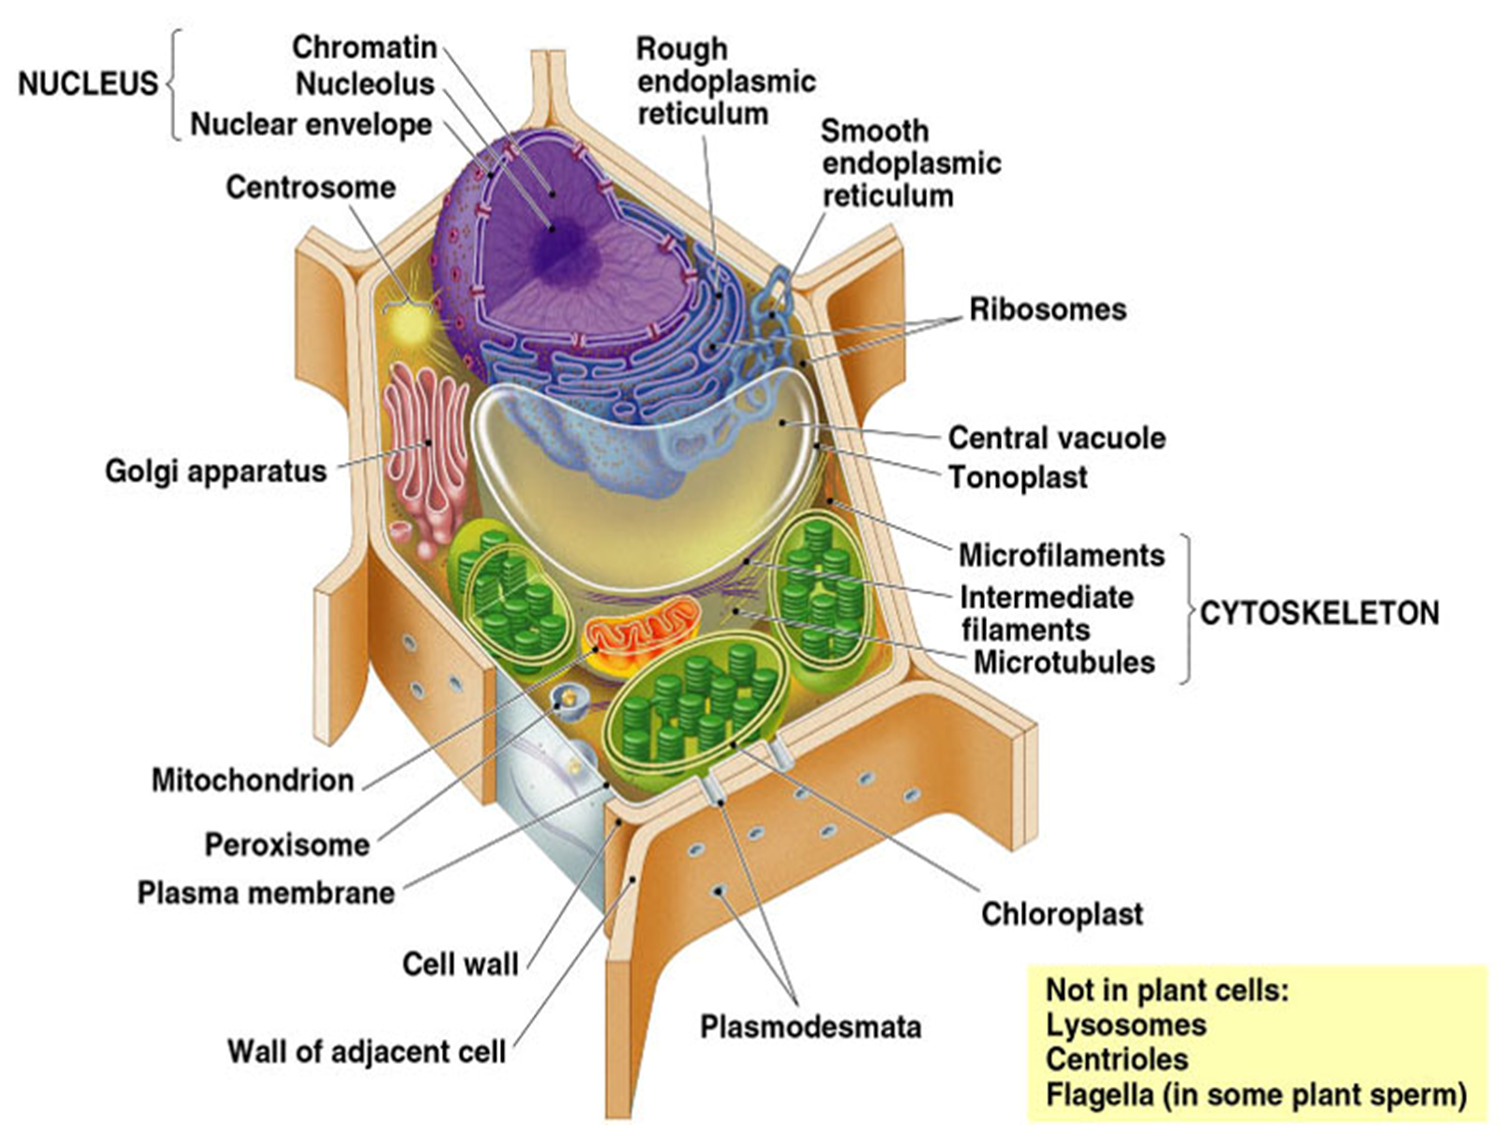 NUCLEUS
Chromatin
Nucleolus
Nuclear envelope
Centrosome
Rough
endoplasmic
reticulum
Smooth
endoplasmic
reticulum
Ribosomes
Golgi apparatus
Central vacuole
Tonoplast
Microfilaments
Intermediate
filaments
Microtubules
CYTOSKELETON
Mitochondrion
Peroxisome
Plasma membrane
Cell wall
Wall of adjacent cell
Chloroplast
Plasmodesmata
Not in plant cells:
Lysosomes
Centrioles
Flagella (in some plant sperm)